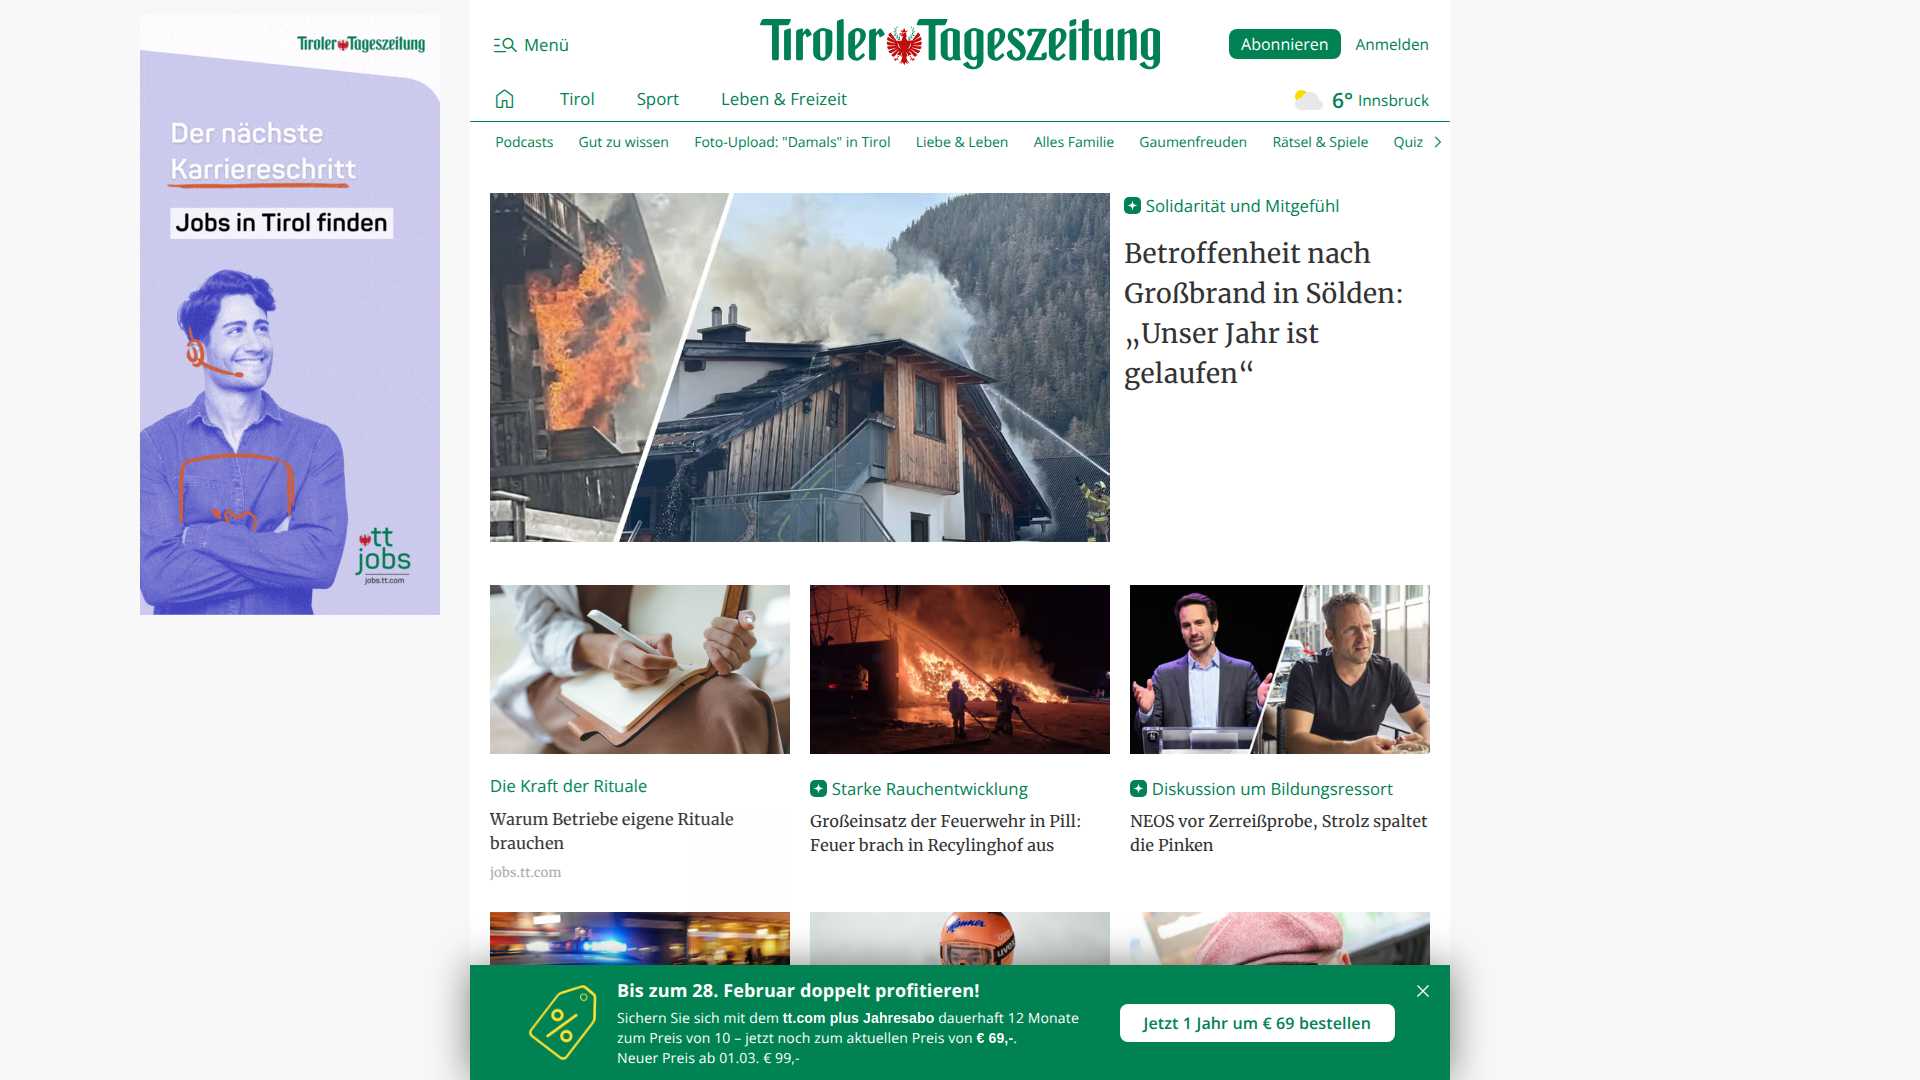 Tiroler Tageszeitung
Der nächste
Karriereschritt
Jobs in Tirol finden
tt
jobs
jobs.tt.com
Menü
Tiroler Tageszeitung
Abonnieren
Anmelden
Tirol
Sport
Leben & Freizeit
6° Innsbruck
Podcasts
Gut zu wissen
Foto-Upload: "Damals" in Tirol
Liebe & Leben
Alles Familie
Gaumenfreuden
Rätsel & Spiele
Quiz
Solidarität und Mitgefühl
Betroffenheit nach
Großbrand in Sölden:
„Unser Jahr ist
gelaufen“
Die Kraft der Rituale
Warum Betriebe eigene Rituale
brauchen
jobs.tt.com
Starke Rauchentwicklung
Großeinsatz der Feuerwehr in Pill:
Feuer brach in Recylinghof aus
Diskussion um Bildungsressort
NEOS vor Zerreißprobe, Strolz spaltet
die Pinken
Manner
uvex
Bis zum 28. Februar doppelt profitieren!
Sichern Sie sich mit dem tt.com plus Jahresabo dauerhaft 12 Monate
zum Preis von 10 – jetzt noch zum aktuellen Preis von € 69,-.
Neuer Preis ab 01.03. € 99,-
Jetzt 1 Jahr um € 69 bestellen